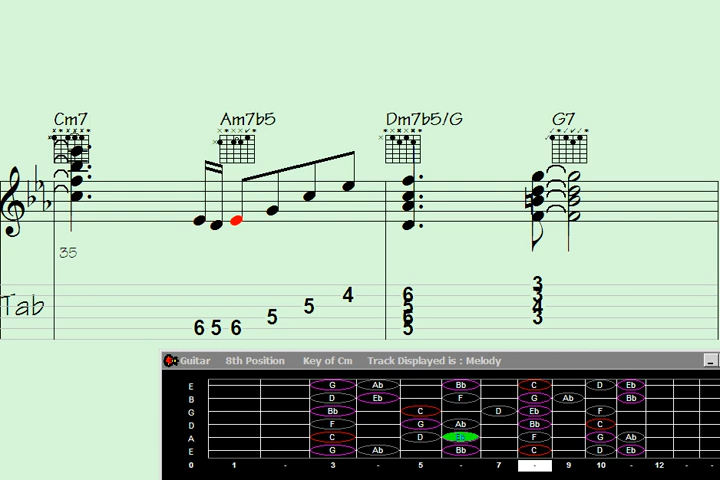 Cm7 Am7b5 Dm7b5/G G7
35
Tab
6 5 6 5 5 4
6 5 6 5
3 3 4 3
Guitar 8th Position Key of Cm Track Displayed is : Melody
E G Ab Bb C D Eb
B D Eb F G Ab Bb
G Bb C D Eb F
D F G Ab Bb C
A C D Eb F G Ab
E G Ab Bb C D Eb
0 1 - 3 - 5 - 7 - 9 10 - 12 - -